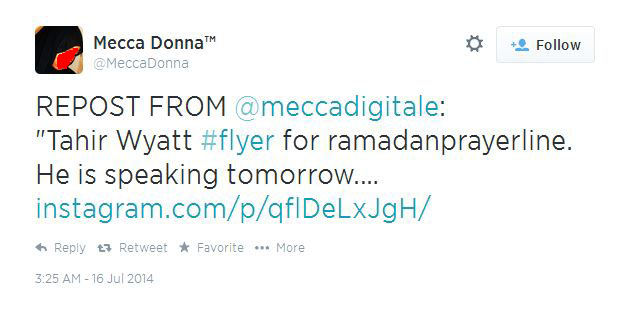 Mecca Donna™
@MeccaDonna
Follow
REPOST FROM @meccadigitale:
"Tahir Wyatt #flyer for ramadanprayerline.
He is speaking tomorrow....
instagram.com/p/qflDeLxJgH/
Reply Retweet Favorite More
3:25 AM - 16 Jul 2014